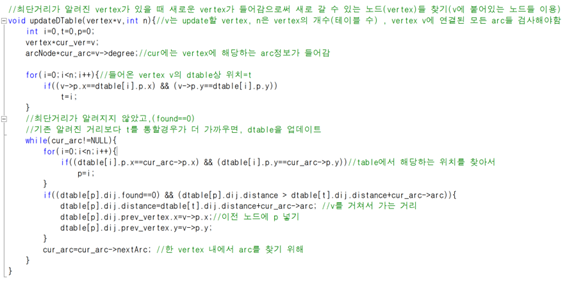 //최단거리가 알려진 vertex가 있을 때 새로운 vertex가 들어감으로써 새로 갈 수 있는 노드(vertex)들 찾기(v에 붙어있는 노드들 이용)
void updateDTable(vertex*v,int n){//v는 update할 vertex, n은 vertex의 개수(테이블 수) , vertex v에 연결된 모든 arc들 검사해야함
int i=0,t=0,p=0;
vertex*cur_ver=v;
arcNode*cur_arc=v->degree;//cur에는 vertex에 해당하는 arc정보가 들어감
for(i=0;i<n;i++){//들어온 vertex v의 dtable상 위치=t
if((v->p.x==dtable[i].p.x) && (v->p.y==dtable[i].p.y))
t=i;
}
//최단거리가 알려지지 않았고,(found==0)
//기존 알려진 거리보다 t를 통할경우가 더 가까우면, dtable을 업데이트
while(cur_arc!=NULL){
for(i=0;i<n;i++){
if((dtable[i].p.x==cur_arc->p.x) && (dtable[i].p.y==cur_arc->p.y))//table에서 해당하는 위치를 찾아서
p=i;
}
if((dtable[p].dij.found==0) && (dtable[p].dij.distance > dtable[t].dij.distance+cur_arc->arc)){
dtable[p].dij.distance=dtable[t].dij.distance+cur_arc->arc; //v를 거쳐서 가는 거리
dtable[p].dij.prev_vertex.x=v->p.x;//이전 노드에 p 넣기
dtable[p].dij.prev_vertex.y=v->p.y;
}
cur_arc=cur_arc->nextArc; //한 vertex 내에서 arc를 찾기 위해
}
}